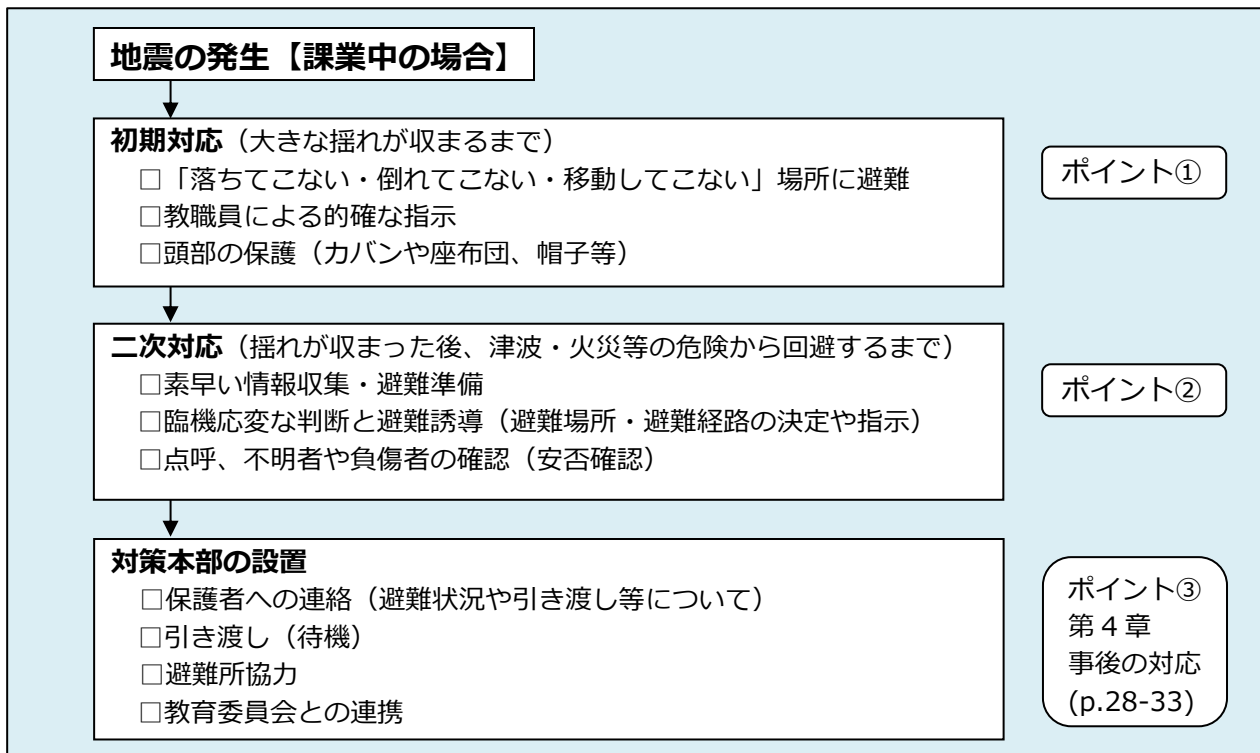 地震の発生【課業中の場合】
初期対応（大きな揺れが収まるまで）
□「落ちてこない・倒れてこない・移動してこない」場所に避難
□教職員による的確な指示
□頭部の保護（カバンや座布団、帽子等）
ポイント①
二次対応（揺れが収まった後、津波・火災等の危険から回避するまで）
□素早い情報収集・避難準備
□臨機応変な判断と避難誘導（避難場所・避難経路の決定や指示）
□点呼、不明者や負傷者の確認（安否確認）
ポイント②
対策本部の設置
□保護者への連絡（避難状況や引き渡し等について）
□引き渡し（待機）
□避難所協力
□教育委員会との連携
ポイント③
第４章
事後の対応
(p.28-33)